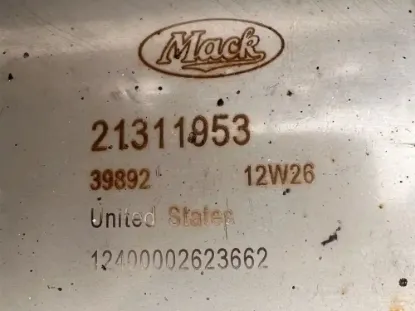 Mack
21311953
39892 12W26
United States
12400002623662